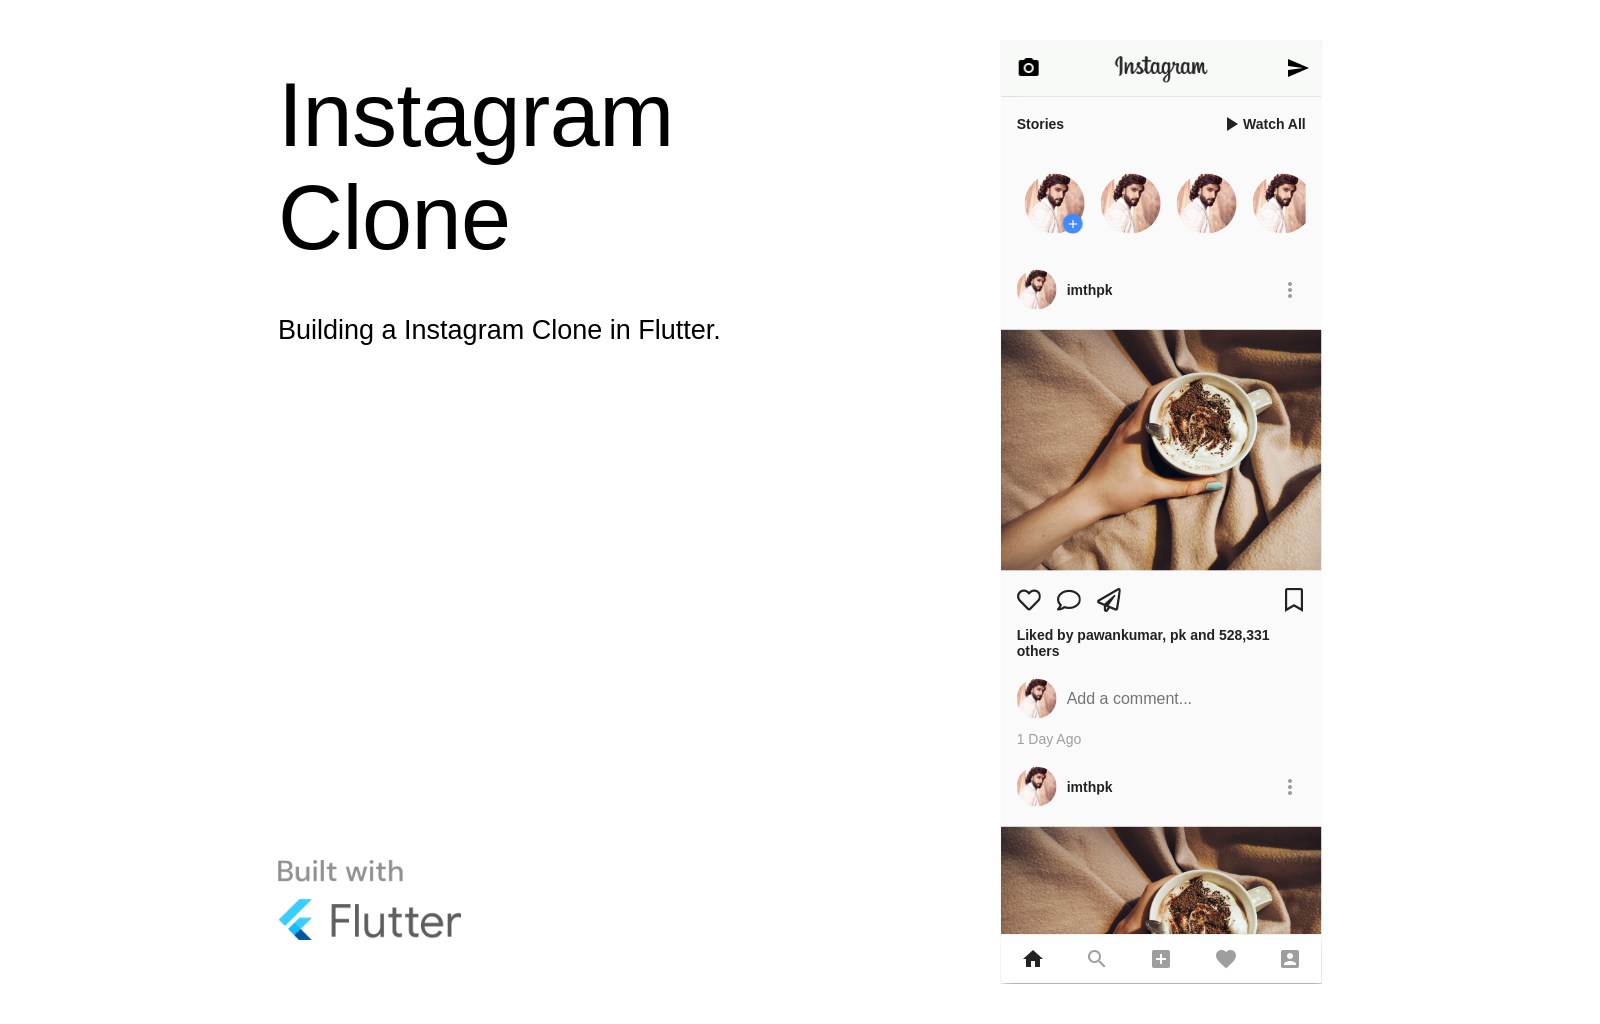 Instagram
Clone
Building a Instagram Clone in Flutter.
Built with
Flutter
Instagram
Stories
Watch All
imthpk
Liked by pawankumar, pk and 528,331
others
Add a comment...
1 Day Ago
imthpk